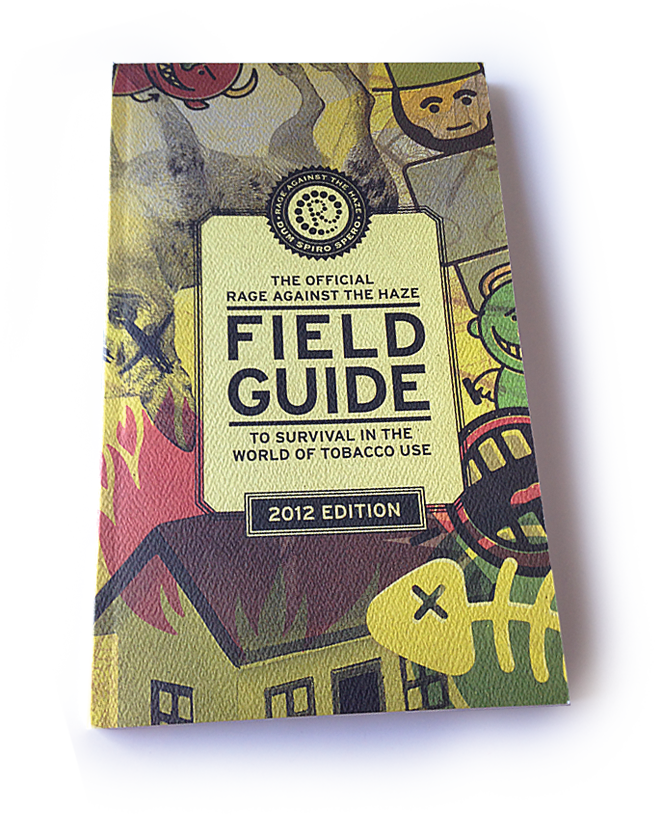 RAGE AGAINST THE HAZE
DUM SPIRO SPERO
R
THE OFFICIAL
RAGE AGAINST THE HAZE
FIELD
GUIDE
TO SURVIVAL IN THE
WORLD OF TOBACCO USE
2012 EDITION